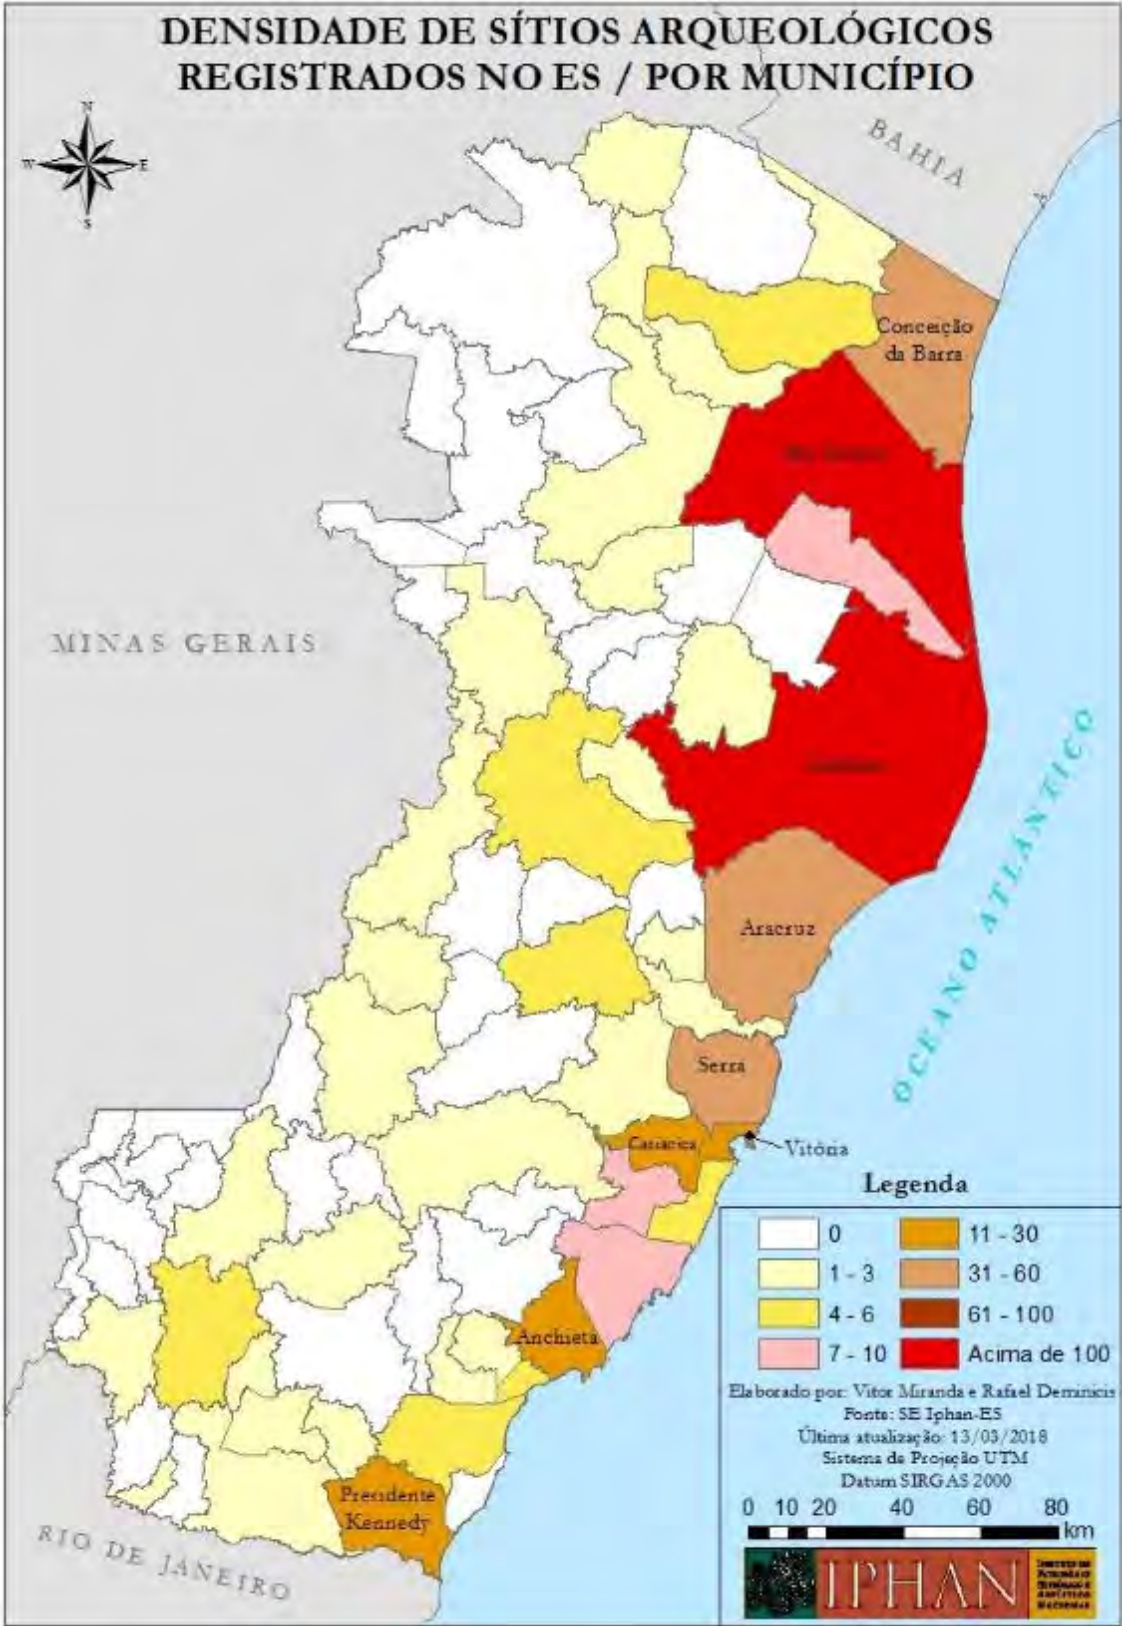 DENSIDADE DE SÍTIOS ARQUEOLÓGICOS
REGISTRADOS NO ES / POR MUNICÍPIO
N
W
E
S
BAHIA
Conceição
da Barra
MINAS GERAIS
OCEANO ATLÂNTICO
Aracruz
Serra
Cariacica
Vitória
Anchieta
Presidente
Kennedy
RIO DE JANEIRO
Legenda
0
11 - 30
1 - 3
31 - 60
4 - 6
61 - 100
7 - 10
Acima de 100
Elaborado por: Vitor Miranda e Rafael Deminicis
Fonte: SE Iphan-ES
Última atualização: 13/03/2018
Sistema de Projeção UTM
Datum SIRGAS 2000
0 10 20 40 60 80
km
IPHAN